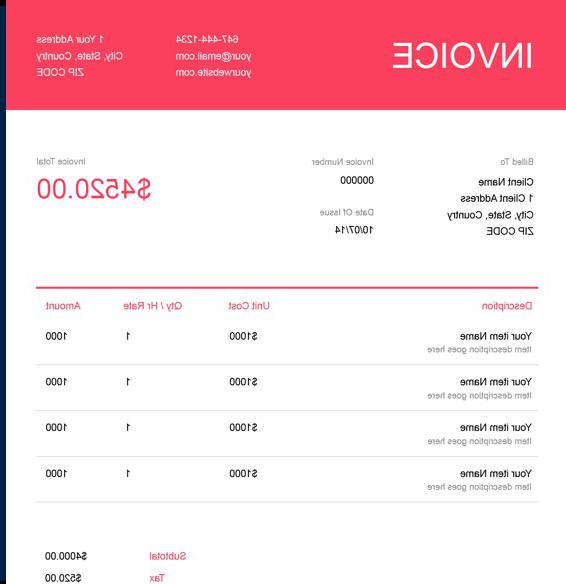 INVOICE
647-444-1234
your@email.com
yourwebsite.com
1 Your Address
City, State, Country
ZIP CODE
Billed To
Client Name
1 Client Address
City, State, Country
ZIP CODE
Invoice Number
000000
Date Of Issue
10/07/14
Invoice Total
$4520.00
Description Unit Cost Qty / Hr Rate Amount
Your item Name $1000 1 1000
Item description goes here
Your item Name $1000 1 1000
Item description goes here
Your item Name $1000 1 1000
Item description goes here
Your item Name $1000 1 1000
Item description goes here
Subtotal $4000.00
Tax $520.00